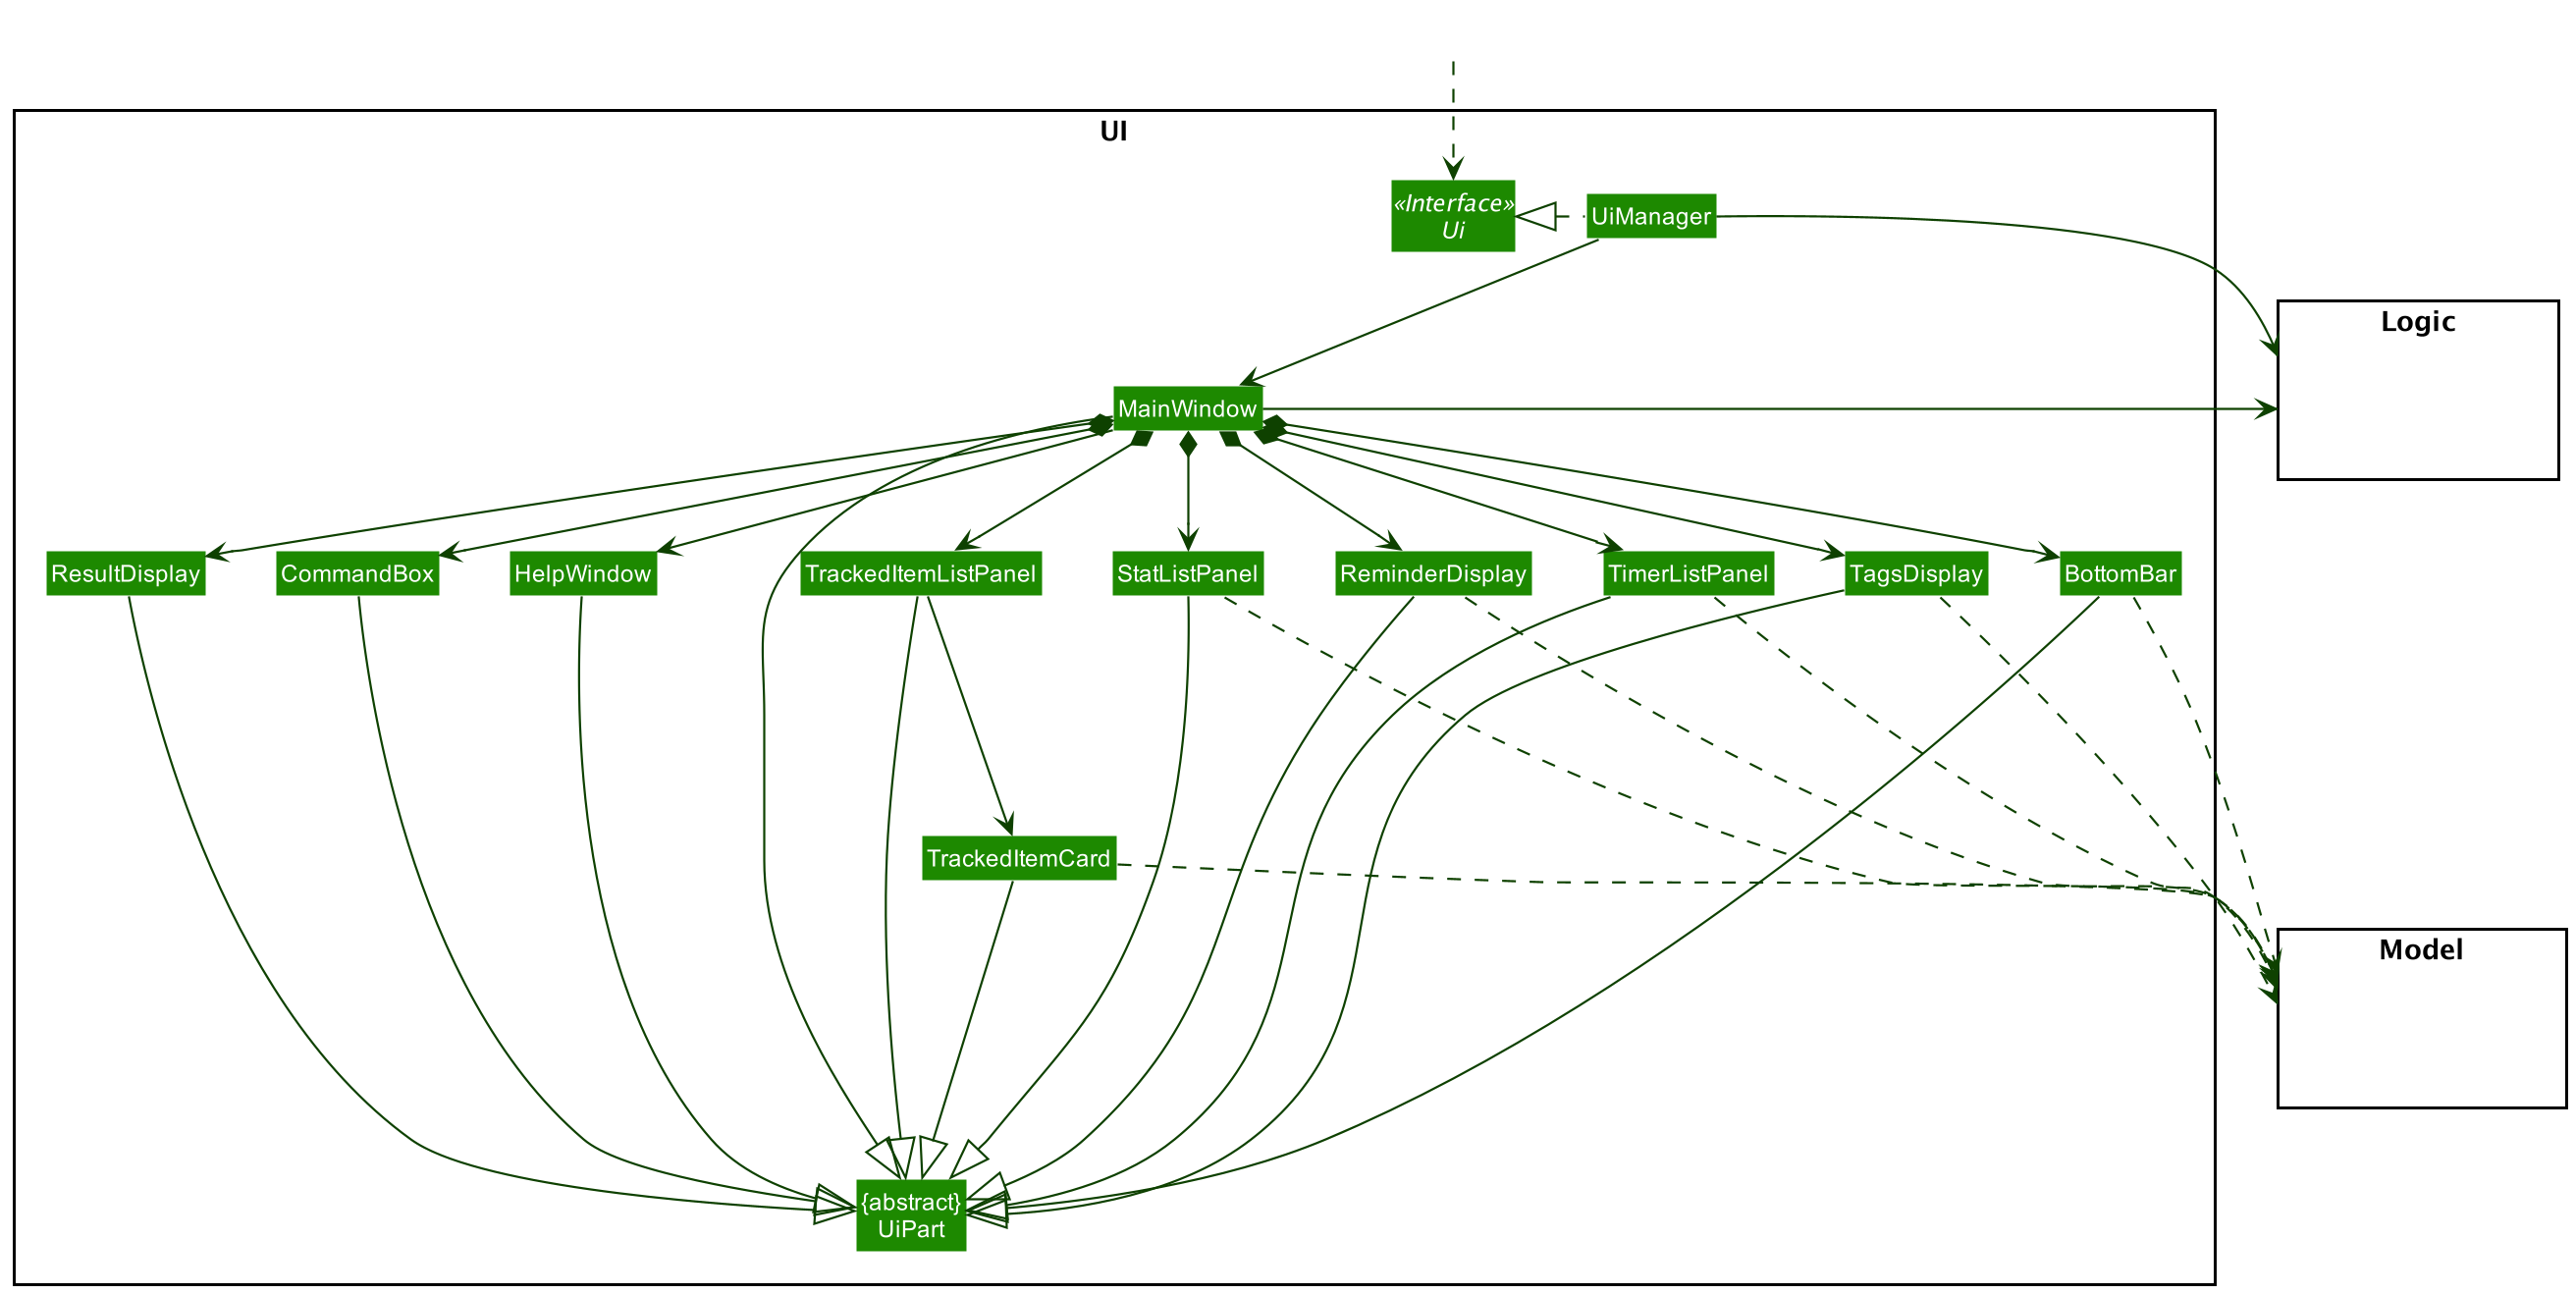 UI
«Interface»
Ui
UiManager
Logic
MainWindow
ResultDisplay
CommandBox
HelpWindow
TrackedItemListPanel
StatListPanel
ReminderDisplay
TimerListPanel
TagsDisplay
BottomBar
TrackedItemCard
Model
{abstract}
UiPart